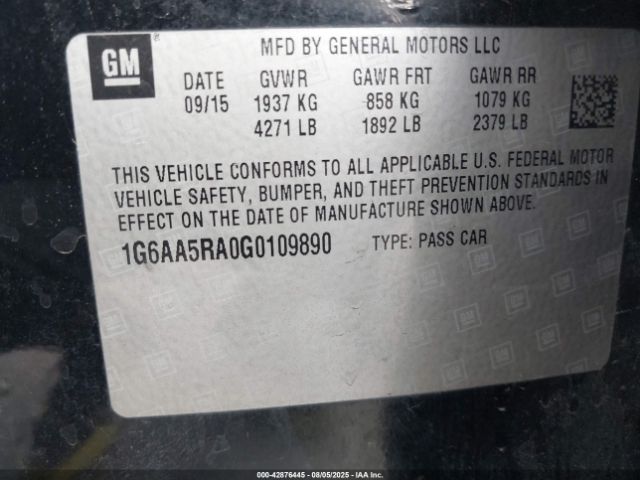 GM
MFD BY GENERAL MOTORS LLC
DATE GVWR GAWR FRT GAWR RR
09/15 1937 KG 858 KG 1079 KG
4271 LB 1892 LB 2379 LB
THIS VEHICLE CONFORMS TO ALL APPLICABLE U.S. FEDERAL MOTOR
VEHICLE SAFETY, BUMPER, AND THEFT PREVENTION STANDARDS IN
EFFECT ON THE DATE OF MANUFACTURE SHOWN ABOVE.
1G6AA5RA0G0109890 TYPE: PASS CAR
000-42876445 - 08/05/2025 - IAA Inc.